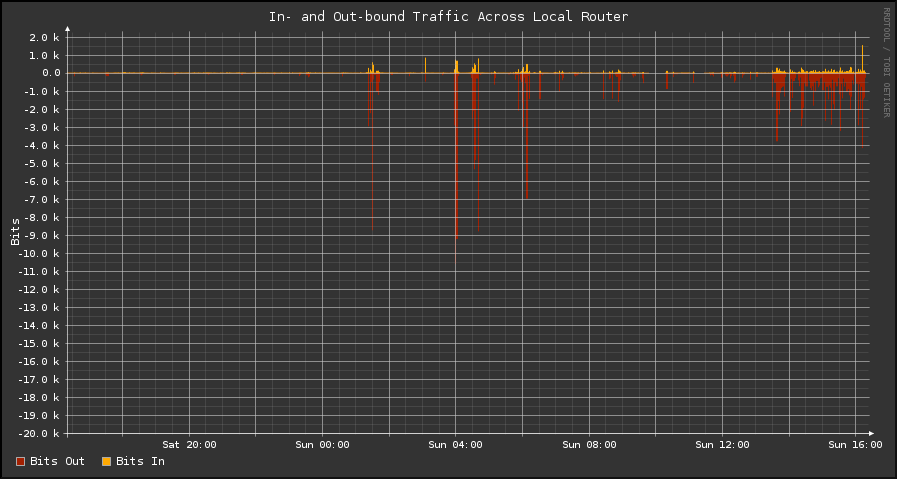 In- and Out-bound Traffic Across Local Router
RRDTOOL / TOBI OETIKER
Bits
2.0 k
1.0 k
0.0
-1.0 k
-2.0 k
-3.0 k
-4.0 k
-5.0 k
-6.0 k
-7.0 k
-8.0 k
-9.0 k
-10.0 k
-11.0 k
-12.0 k
-13.0 k
-14.0 k
-15.0 k
-16.0 k
-17.0 k
-18.0 k
-19.0 k
-20.0 k
Sat 20:00 Sun 00:00 Sun 04:00 Sun 08:00 Sun 12:00 Sun 16:00
Bits Out Bits In